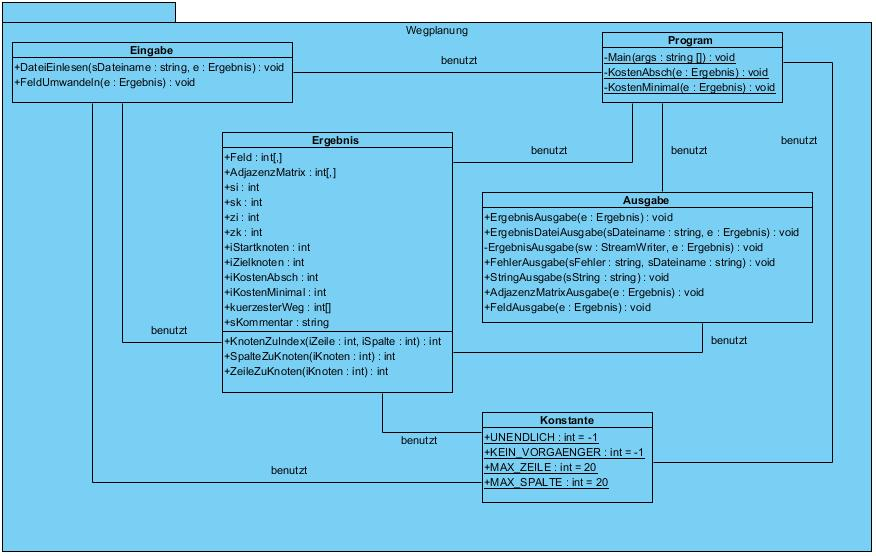 Wegplanung
Eingabe
+DateiEinlesen(sDateiname : string, e : Ergebnis) : void
+FeldUmwandeln(e : Ergebnis) : void
benutzt
Program
-Main(args : string []) : void
-KostenAbsch(e : Ergebnis) : void
-KostenMinimal(e : Ergebnis) : void
Ergebnis
+Feld : int[,]
+AdjazenzMatrix : int[,]
+si : int
+sk : int
+zi : int
+zk : int
+iStartknoten : int
+iZielknoten : int
+iKostenAbsch : int
+iKostenMinimal : int
+kuerzesterWeg : int[]
+sKommentar : string
+KnotenZuIndex(iZeile : int, iSpalte : int) : int
+SpalteZuKnoten(iKnoten : int) : int
+ZeileZuKnoten(iKnoten : int) : int
benutzt
benutzt
benutzt
Ausgabe
+ErgebnisAusgabe(e : Ergebnis) : void
+ErgebnisDateiAusgabe(sDateiname : string, e : Ergebnis) : void
-ErgebnisAusgabe(sw : StreamWriter, e : Ergebnis) : void
+FehlerAusgabe(sFehler : string, sDateiname : string) : void
+StringAusgabe(sString : string) : void
+AdjazenzMatrixAusgabe(e : Ergebnis) : void
+FeldAusgabe(e : Ergebnis) : void
benutzt
benutzt
benutzt
Konstante
+UNENDLICH : int = -1
+KEIN_VORGAENGER : int = -1
+MAX_ZEILE : int = 20
+MAX_SPALTE : int = 20
benutzt